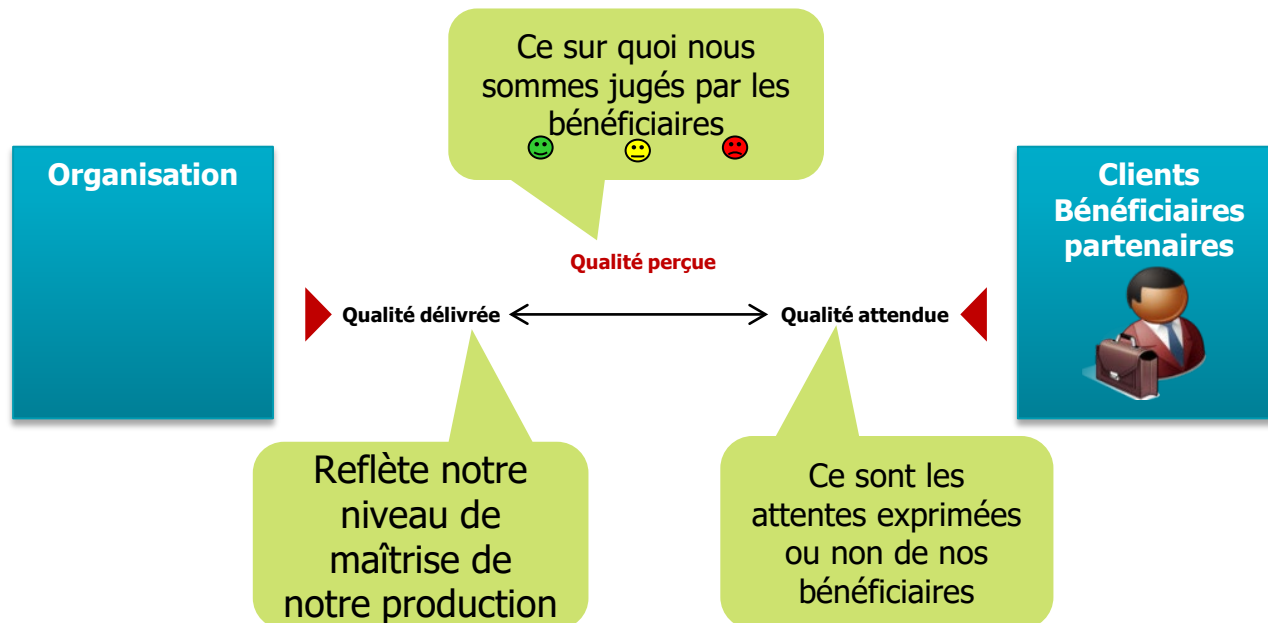 Ce sur quoi nous
sommes jugés par les
bénéficiaires
Organisation
Clients
Bénéficiaires
partenaires
Qualité perçue
Qualité délivrée
Qualité attendue
Reflète notre
niveau de
maîtrise de
notre production
Ce sont les
attentes exprimées
ou non de nos
bénéficiaires